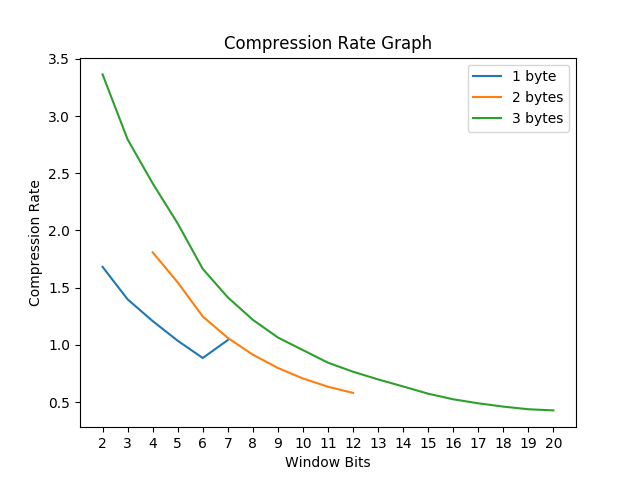 Compression Rate Graph
3.5
3.0
2.5
2.0
1.5
1.0
0.5
Compression Rate
1 byte
2 bytes
3 bytes
2 3 4 5 6 7 8 9 10 11 12 13 14 15 16 17 18 19 20
Window Bits